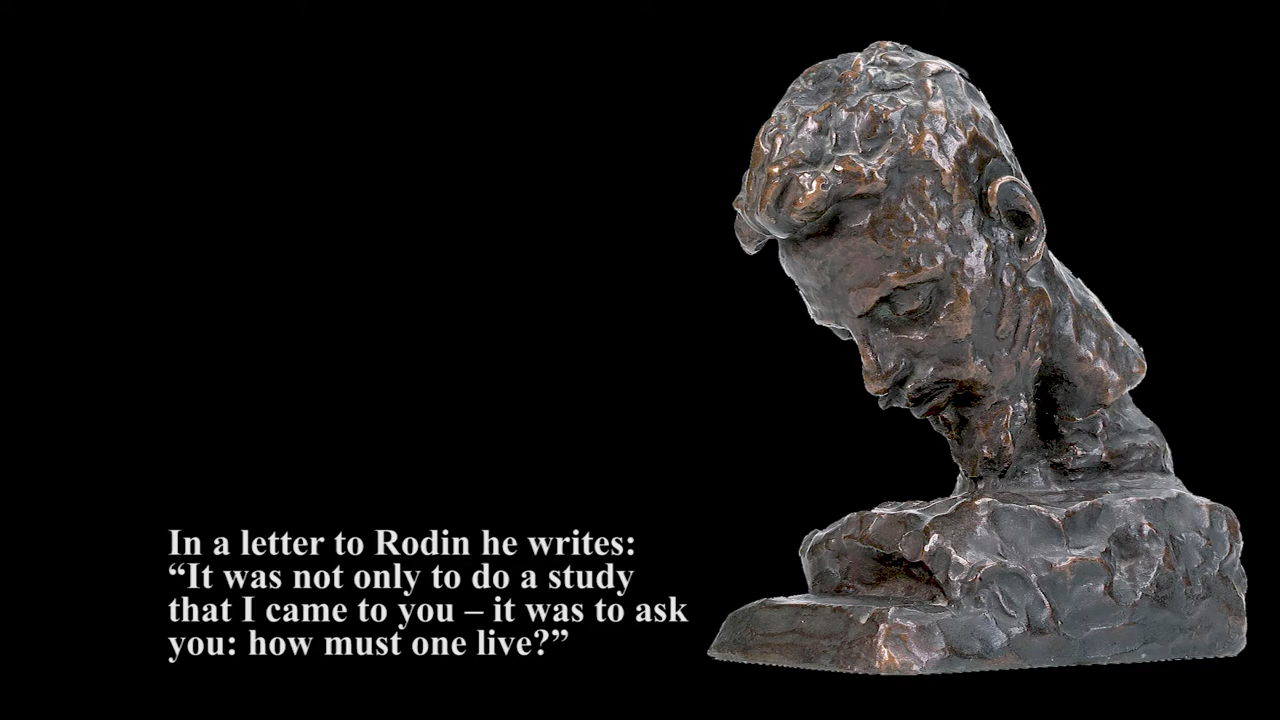 In a letter to Rodin he writes:
“It was not only to do a study
that I came to you – it was to ask
you: how must one live?”